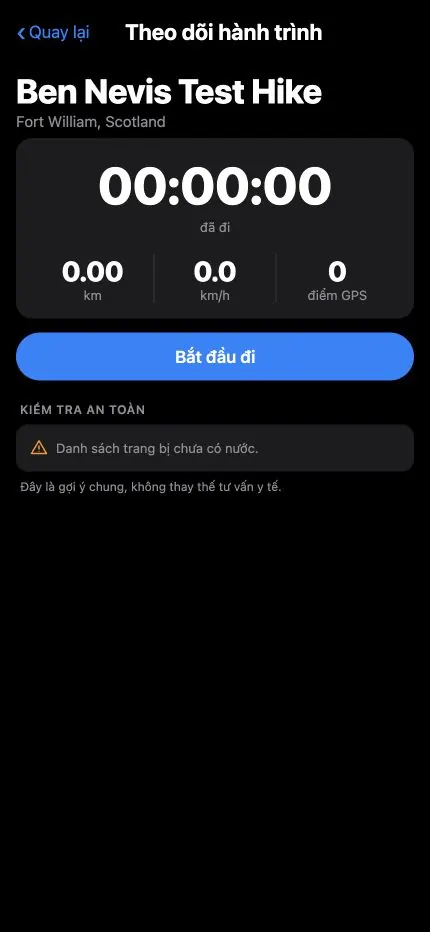 ‹ Quay lại
Theo dõi hành trình
Ben Nevis Test Hike
Fort William, Scotland
00:00:00
đã đi
0.00
km
0.0
km/h
0
điểm GPS
Bắt đầu đi
KIỂM TRA AN TOÀN
Danh sách trang bị chưa có nước.
Đây là gợi ý chung, không thay thế tư vấn y tế.